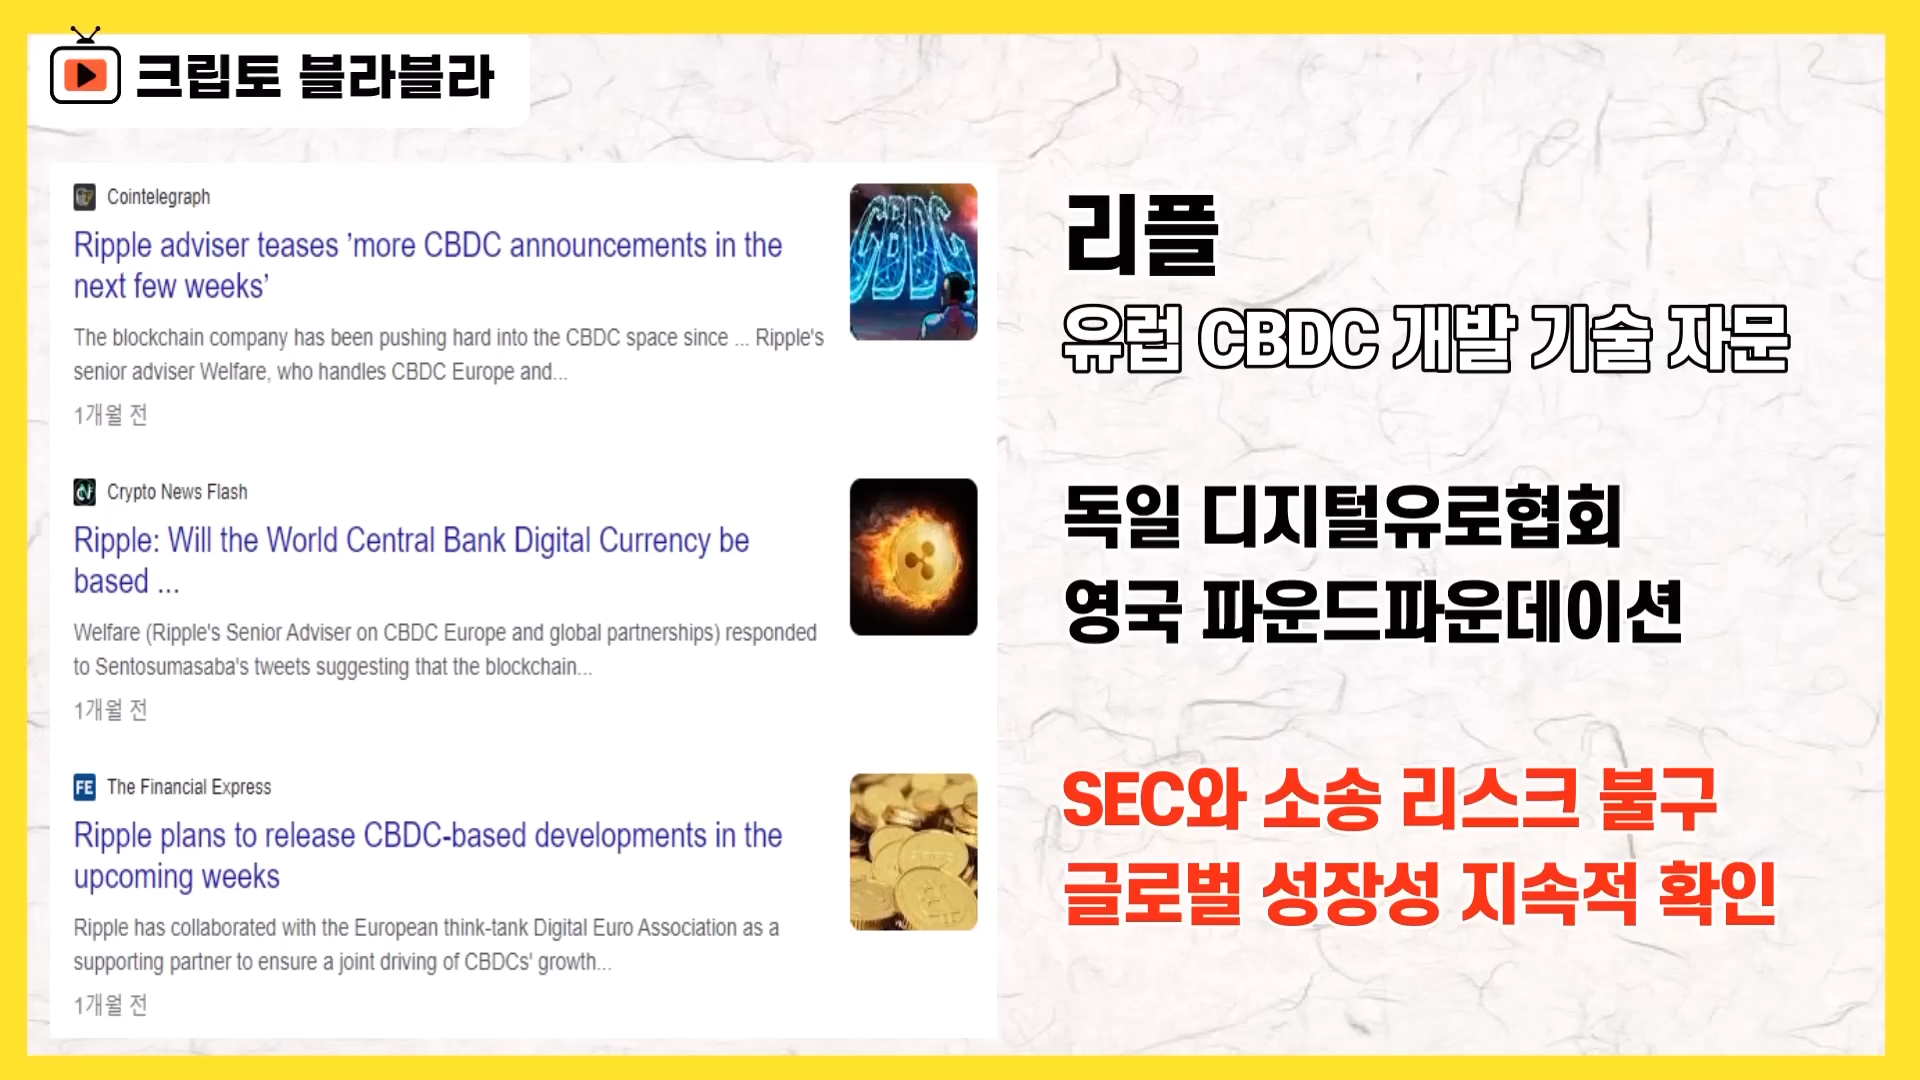 크립토 블라블라
Cointelegraph
Ripple adviser teases 'more CBDC announcements in the
next few weeks'
The blockchain company has been pushing hard into the CBDC space since ... Ripple's
senior adviser Welfare, who handles CBDC Europe and...
1개월 전
CBDC
Crypto News Flash
Ripple: Will the World Central Bank Digital Currency be
based ...
Welfare (Ripple's Senior Adviser on CBDC Europe and global partnerships) responded
to Sentosumasaba's tweets suggesting that the blockchain...
1개월 전
FE The Financial Express
Ripple plans to release CBDC-based developments in the
upcoming weeks
Ripple has collaborated with the European think-tank Digital Euro Association as a
supporting partner to ensure a joint driving of CBDCs' growth...
1개월 전
리플
유럽 CBDC 개발 기술 자문
독일 디지털유로협회
영국 파운드파운데이션
SEC와 소송 리스크 불구
글로벌 성장성 지속적 확인